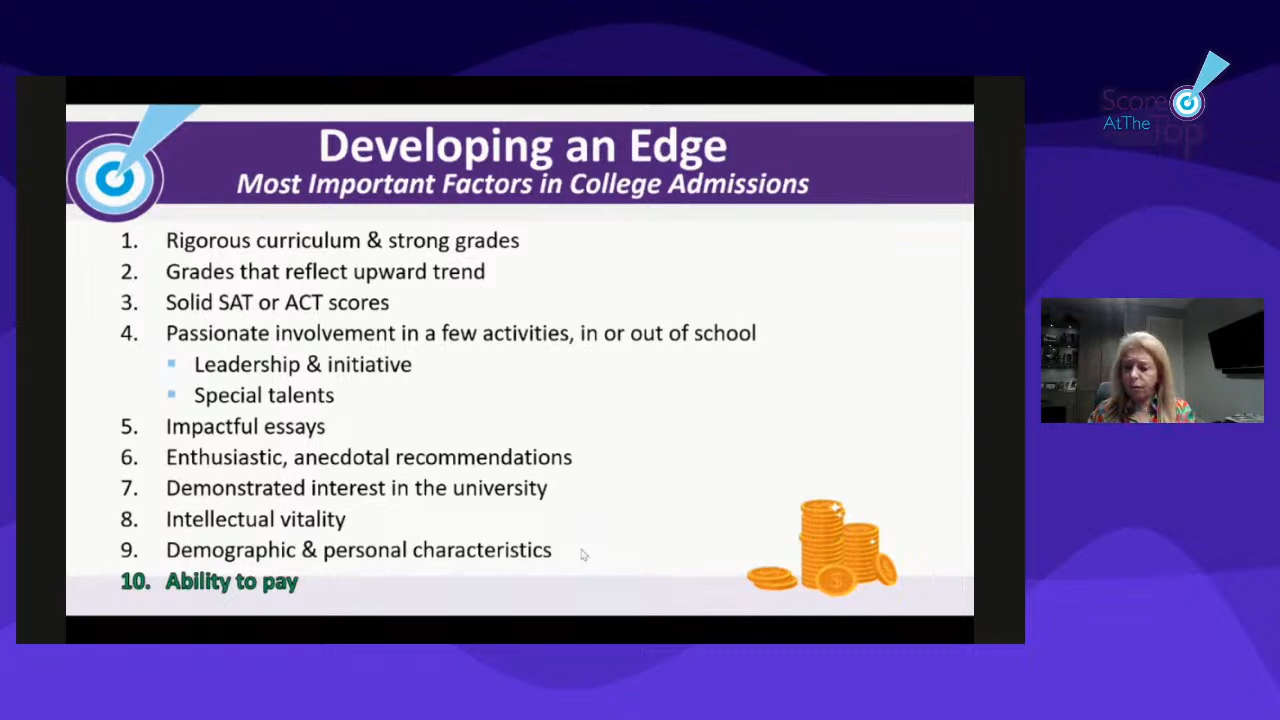 Developing an Edge
Most Important Factors in College Admissions
1. Rigorous curriculum & strong grades
2. Grades that reflect upward trend
3. Solid SAT or ACT scores
4. Passionate involvement in a few activities, in or out of school
▪ Leadership & initiative
▪ Special talents
5. Impactful essays
6. Enthusiastic, anecdotal recommendations
7. Demonstrated interest in the university
8. Intellectual vitality
9. Demographic & personal characteristics
10. Ability to pay
$
Score
AtThe
Top